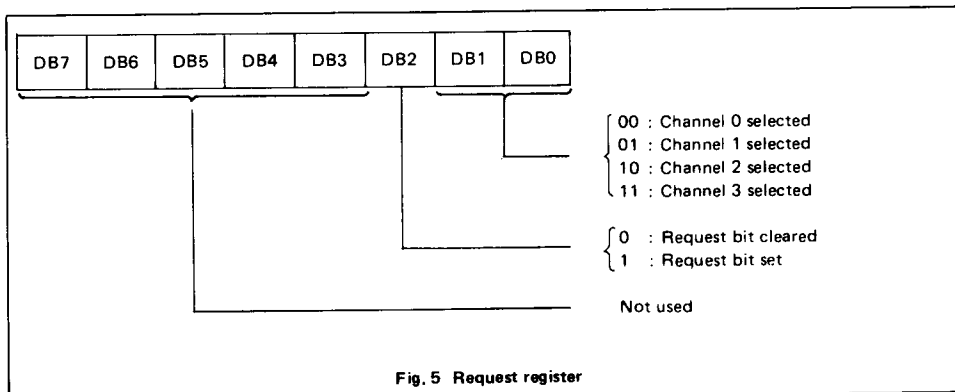 DB7 DB6 DB5 DB4 DB3 DB2 DB1 DB0
00 : Channel 0 selected
01 : Channel 1 selected
10 : Channel 2 selected
11 : Channel 3 selected
0 : Request bit cleared
1 : Request bit set
Not used
Fig. 5 Request register